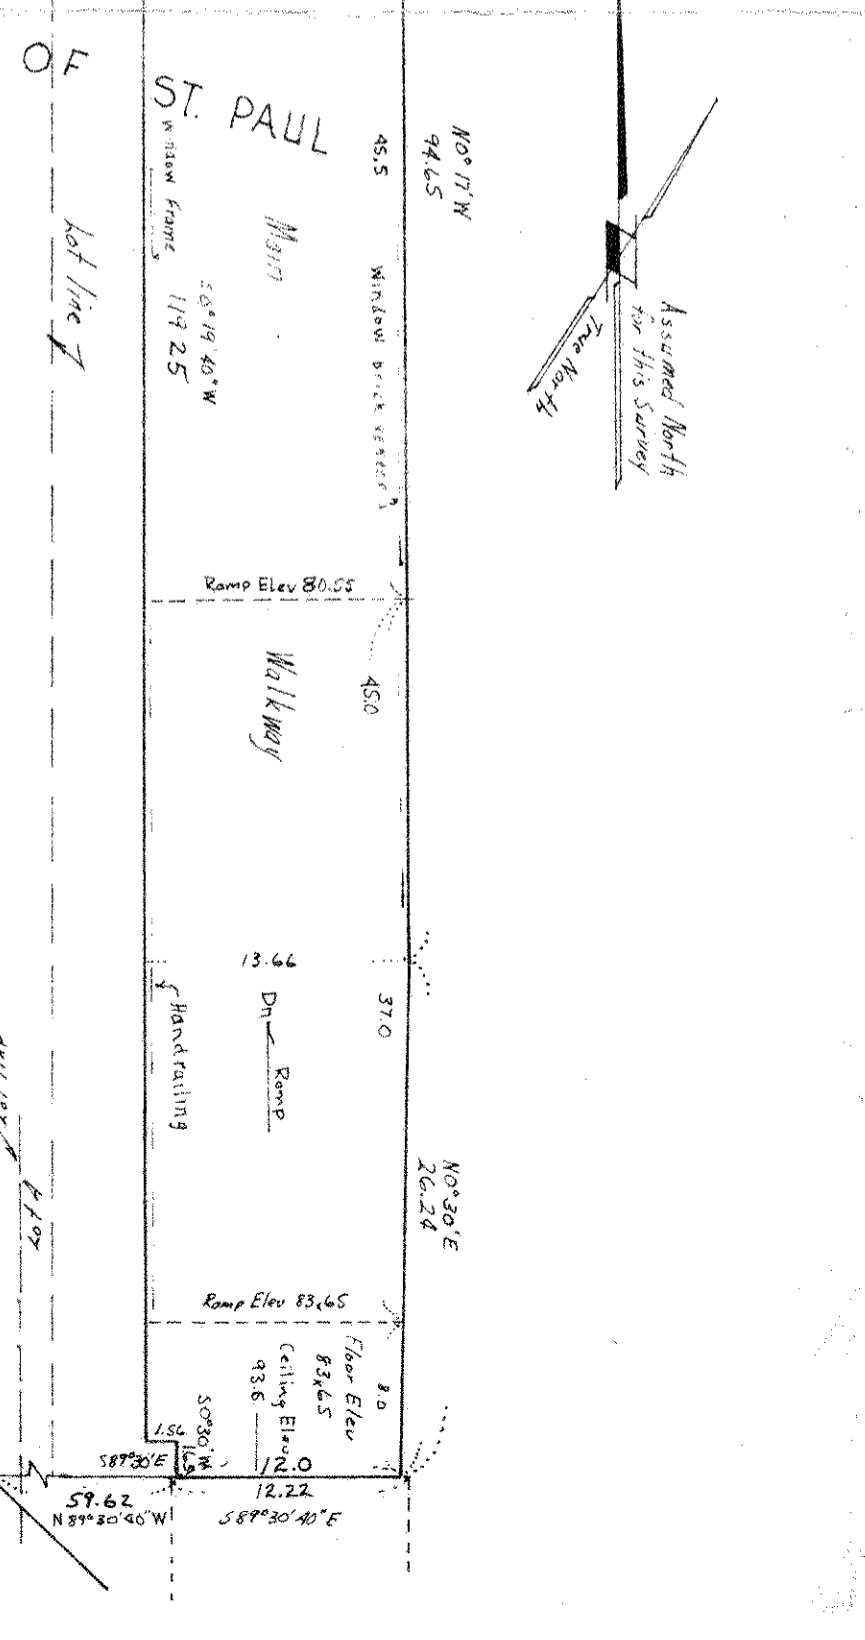 OF
ST. PAUL
Window Frame
Lot line
Main
S0°19'40"W
119.25
45.5
N0°17'W
94.65
Window brick veneer
True North
Assumed North
for this Survey
Ramp Elev 80.55
Walkway
45.0
13.66
37.0
Dn
Ramp
Handrailing
N0°30'E
26.24
Ramp Elev 83.65
Floor Elev
83.65
Ceiling Elev
93.6
8.0
S0°30'W
1.56
S89°30'E
12.0
59.62
N89°30'40"W
12.22
S89°30'40"E